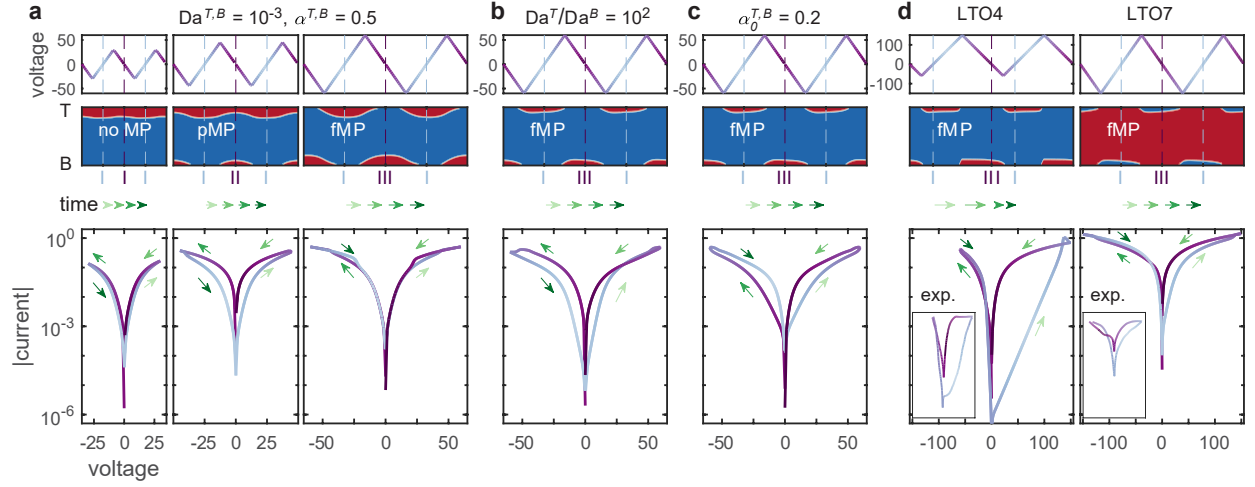 a
Da^{T,B} = 10^{-3}, α^{T,B} = 0.5
b
Da^T/Da^B = 10^2
c
α_0^{T,B} = 0.2
d
LTO4
LTO7
voltage
50
0
-50
50
0
-50
50
0
-50
100
0
-100
T
B
no MP
pMP
fMP
fMP
fMP
fMP
fMP
I
II
III
III
III
III
III
time
|current|
10^0
10^{-3}
10^{-6}
exp.
exp.
-25
0
25
-25
0
25
-50
0
50
-50
0
50
-50
0
50
-100
0
100
-100
0
100
voltage